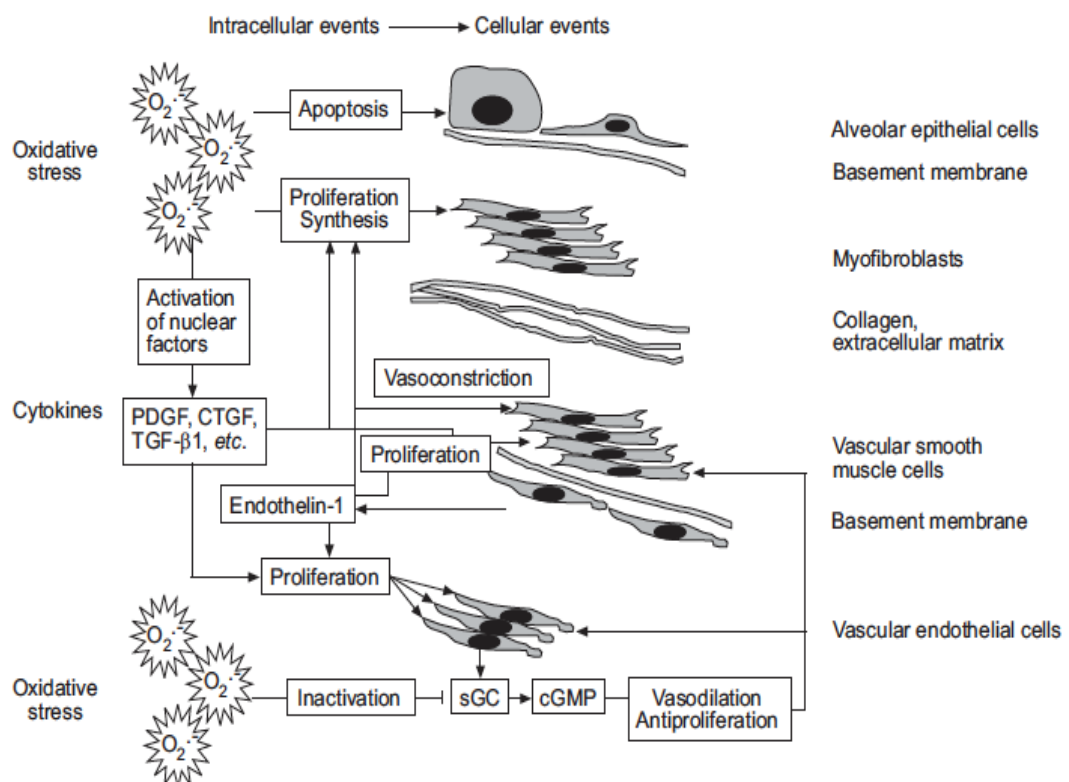 Intracellular events → Cellular events
O₂·⁻
O₂·⁻
O₂·⁻
Oxidative
stress
Apoptosis
Alveolar epithelial cells
Basement membrane
Proliferation
Synthesis
Myofibroblasts
Activation
of nuclear
factors
Collagen,
extracellular matrix
Vasoconstriction
Cytokines
PDGF, CTGF,
TGF-β1, etc.
Proliferation
Vascular smooth
muscle cells
Endothelin-1
Basement membrane
Proliferation
Vascular endothelial cells
O₂·⁻
O₂·⁻
O₂·⁻
Oxidative
stress
Inactivation
sGC
cGMP
Vasodilation
Antiproliferation